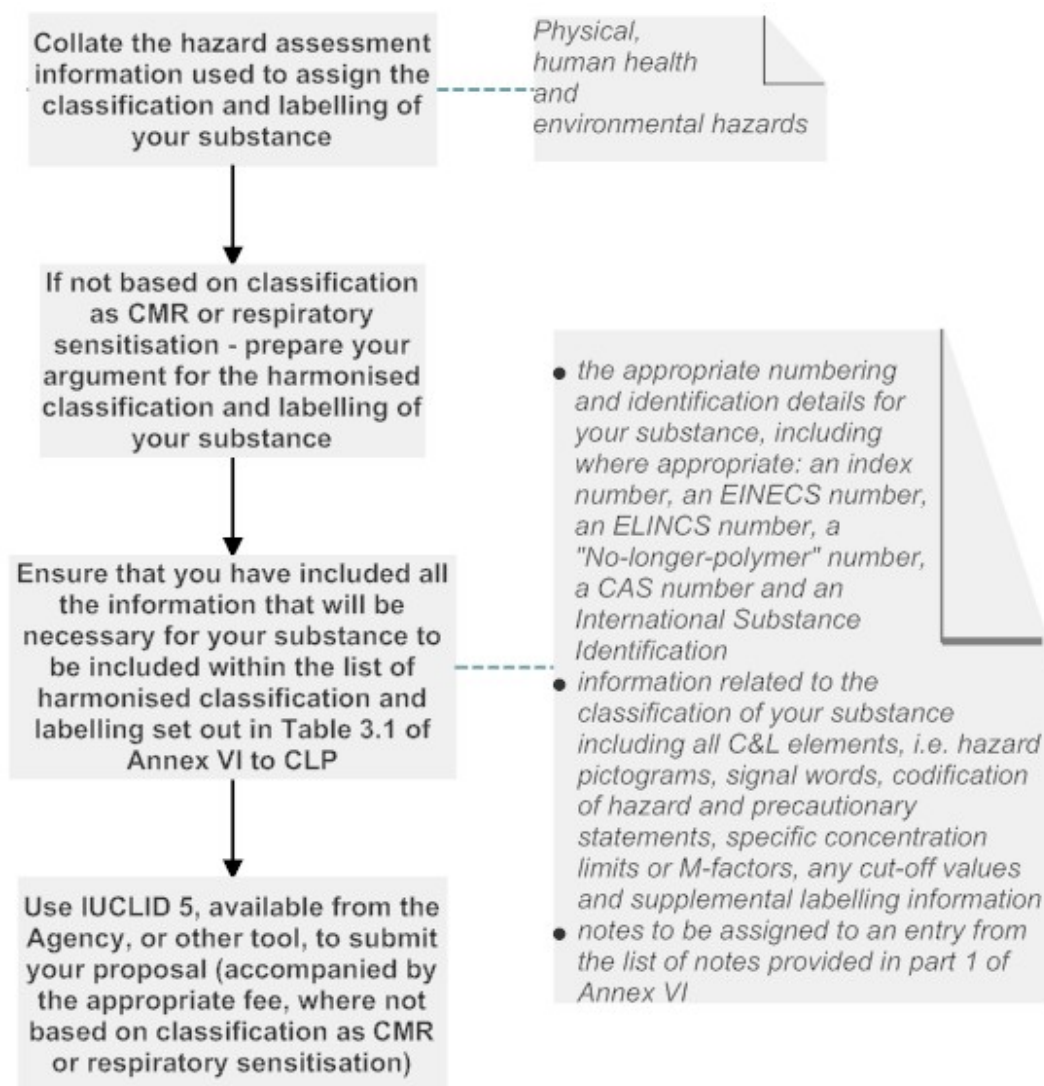 Collate the hazard assessment
information used to assign the
classification and labelling of
your substance
Physical,
human health
and
environmental hazards
If not based on classification
as CMR or respiratory
sensitisation - prepare your
argument for the harmonised
classification and labelling of
your substance
Ensure that you have included all
the information that will be
necessary for your substance to
be included within the list of
harmonised classification and
labelling set out in Table 3.1 of
Annex VI to CLP
• the appropriate numbering
and identification details for
your substance, including
where appropriate: an index
number, an EINECS number,
an ELINCS number, a
"No-longer-polymer" number,
a CAS number and an
International Substance
Identification
• information related to the
classification of your substance
including all C&L elements, i.e. hazard
pictograms, signal words, codification
of hazard and precautionary
statements, specific concentration
limits or M-factors, any cut-off values
and supplemental labelling information
• notes to be assigned to an entry from
the list of notes provided in part 1 of
Annex VI
Use IUCLID 5, available from the
Agency, or other tool, to submit
your proposal (accompanied by
the appropriate fee, where not
based on classification as CMR
or respiratory sensitisation)